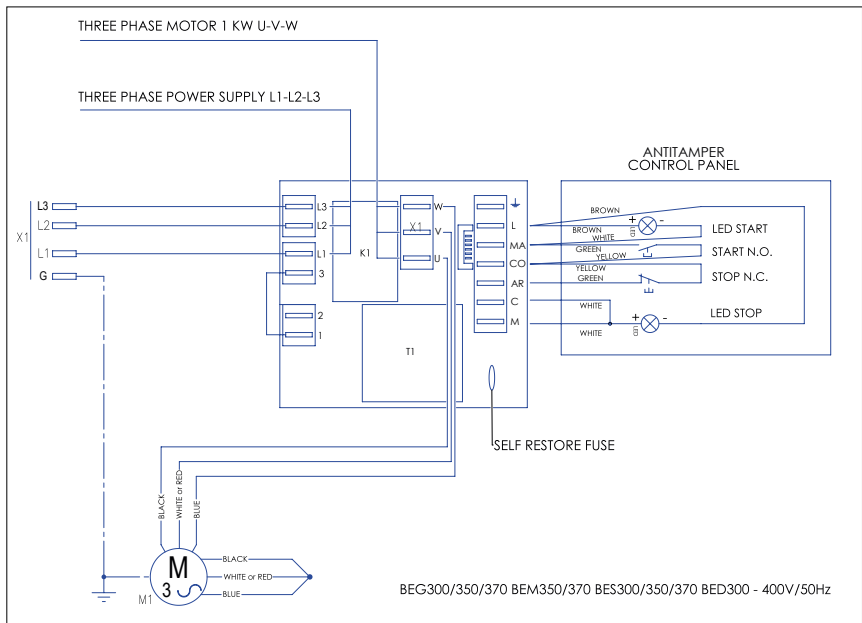 THREE PHASE MOTOR 1 KW U-V-W
THREE PHASE POWER SUPPLY L1-L2-L3
ANTITAMPER
CONTROL PANEL
X1
L3
L2
L1
G
L3
L2
L1
3
2
1
K1
X1
W
V
U
T1
L
MA
CO
AR
C
M
BROWN
BROWN
WHITE
GREEN
YELLOW
YELLOW
GREEN
WHITE
WHITE
+
-
LED
LED START
START N.O.
STOP N.C.
LED STOP
+
-
LED
SELF RESTORE FUSE
BLACK
WHITE or RED
BLUE
M
3
M1
BLACK
WHITE or RED
BLUE
BEG300/350/370 BEM350/370 BES300/350/370 BED300 - 400V/50Hz